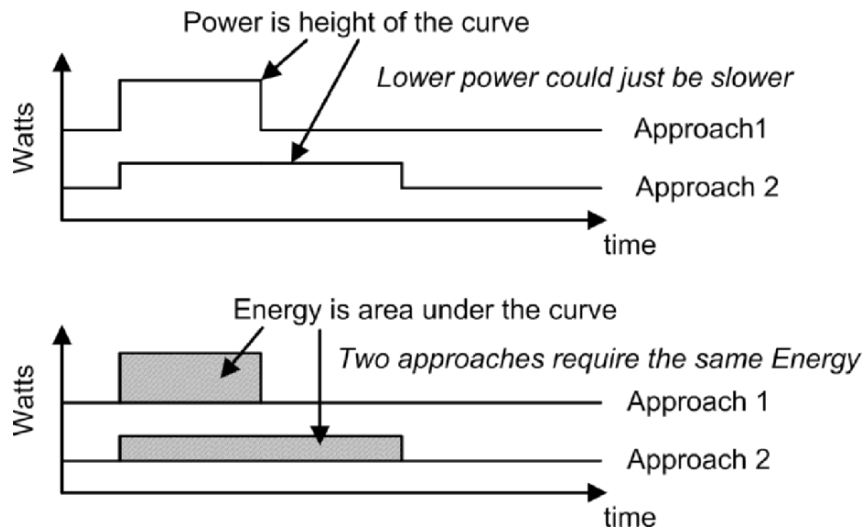 Power is height of the curve
Lower power could just be slower
Watts
Approach1
Approach 2
time
Energy is area under the curve
Two approaches require the same Energy
Watts
Approach 1
Approach 2
time